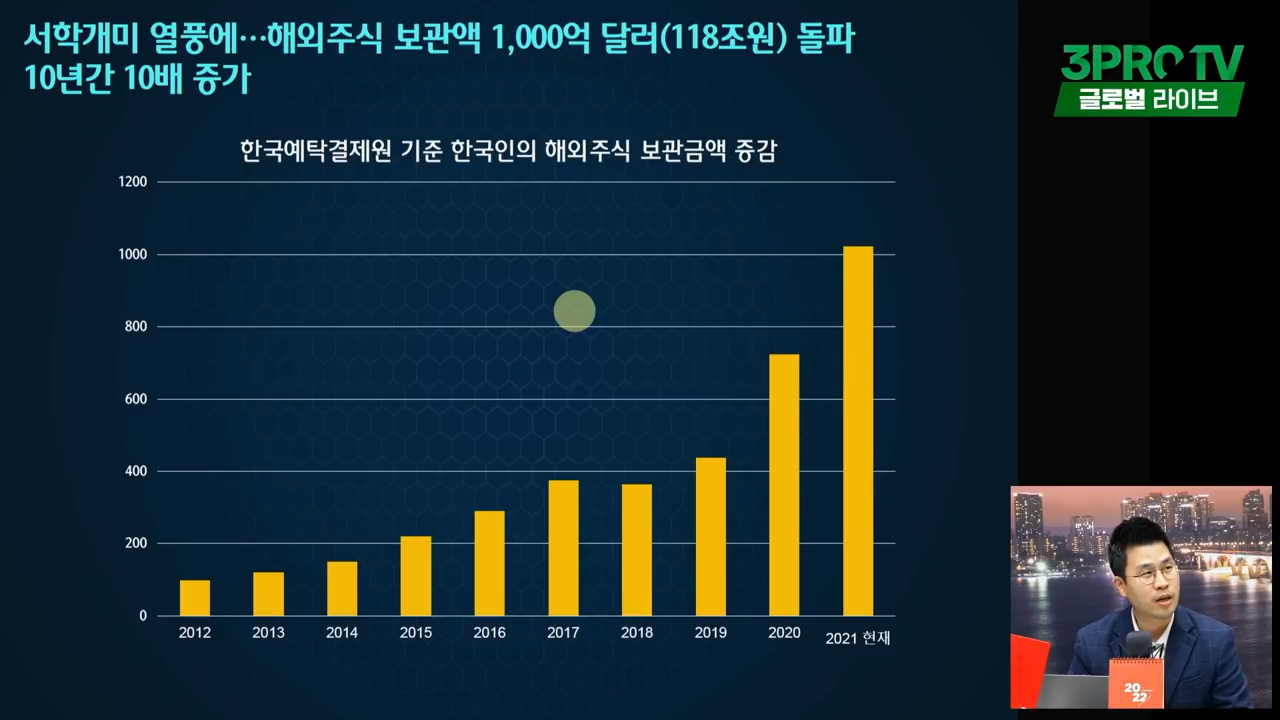 서학개미 열풍에…해외주식 보관액 1,000억 달러(118조원) 돌파
10년간 10배 증가
3PRO TV
글로벌 라이브
한국예탁결제원 기준 한국인의 해외주식 보관금액 증감
1200
1000
800
600
400
200
0
2012 2013 2014 2015 2016 2017 2018 2019 2020 2021 현재
20
22